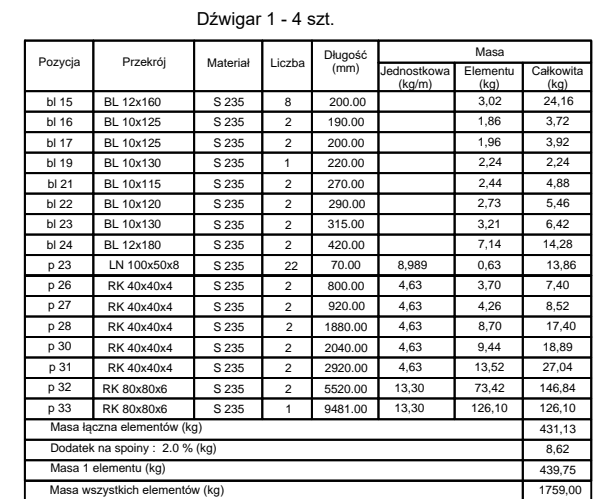 Dźwigar 1 - 4 szt.
Pozycja Przekrój Materiał Liczba Długość (mm) Masa
Jednostkowa (kg/m) Elementu (kg) Całkowita (kg)
bl 15 BL 12x160 S 235 8 200.00 3,02 24,16
bl 16 BL 10x125 S 235 2 190.00 1,86 3,72
bl 17 BL 10x125 S 235 2 200.00 1,96 3,92
bl 19 BL 10x130 S 235 1 220.00 2,24 2,24
bl 21 BL 10x115 S 235 2 270.00 2,44 4,88
bl 22 BL 10x120 S 235 2 290.00 2,73 5,46
bl 23 BL 10x130 S 235 2 315.00 3,21 6,42
bl 24 BL 12x180 S 235 2 420.00 7,14 14,28
p 23 LN 100x50x8 S 235 22 70.00 8,989 0,63 13,86
p 26 RK 40x40x4 S 235 2 800.00 4,63 3,70 7,40
p 27 RK 40x40x4 S 235 2 920.00 4,63 4,26 8,52
p 28 RK 40x40x4 S 235 2 1880.00 4,63 8,70 17,40
p 30 RK 40x40x4 S 235 2 2040.00 4,63 9,44 18,89
p 31 RK 40x40x4 S 235 2 2920.00 4,63 13,52 27,04
p 32 RK 80x80x6 S 235 2 5520.00 13,30 73,42 146,84
p 33 RK 80x80x6 S 235 1 9481.00 13,30 126,10 126,10
Masa łączna elementów (kg) 431,13
Dodatek na spoiny : 2.0 % (kg) 8,62
Masa 1 elementu (kg) 439,75
Masa wszystkich elementów (kg) 1759,00